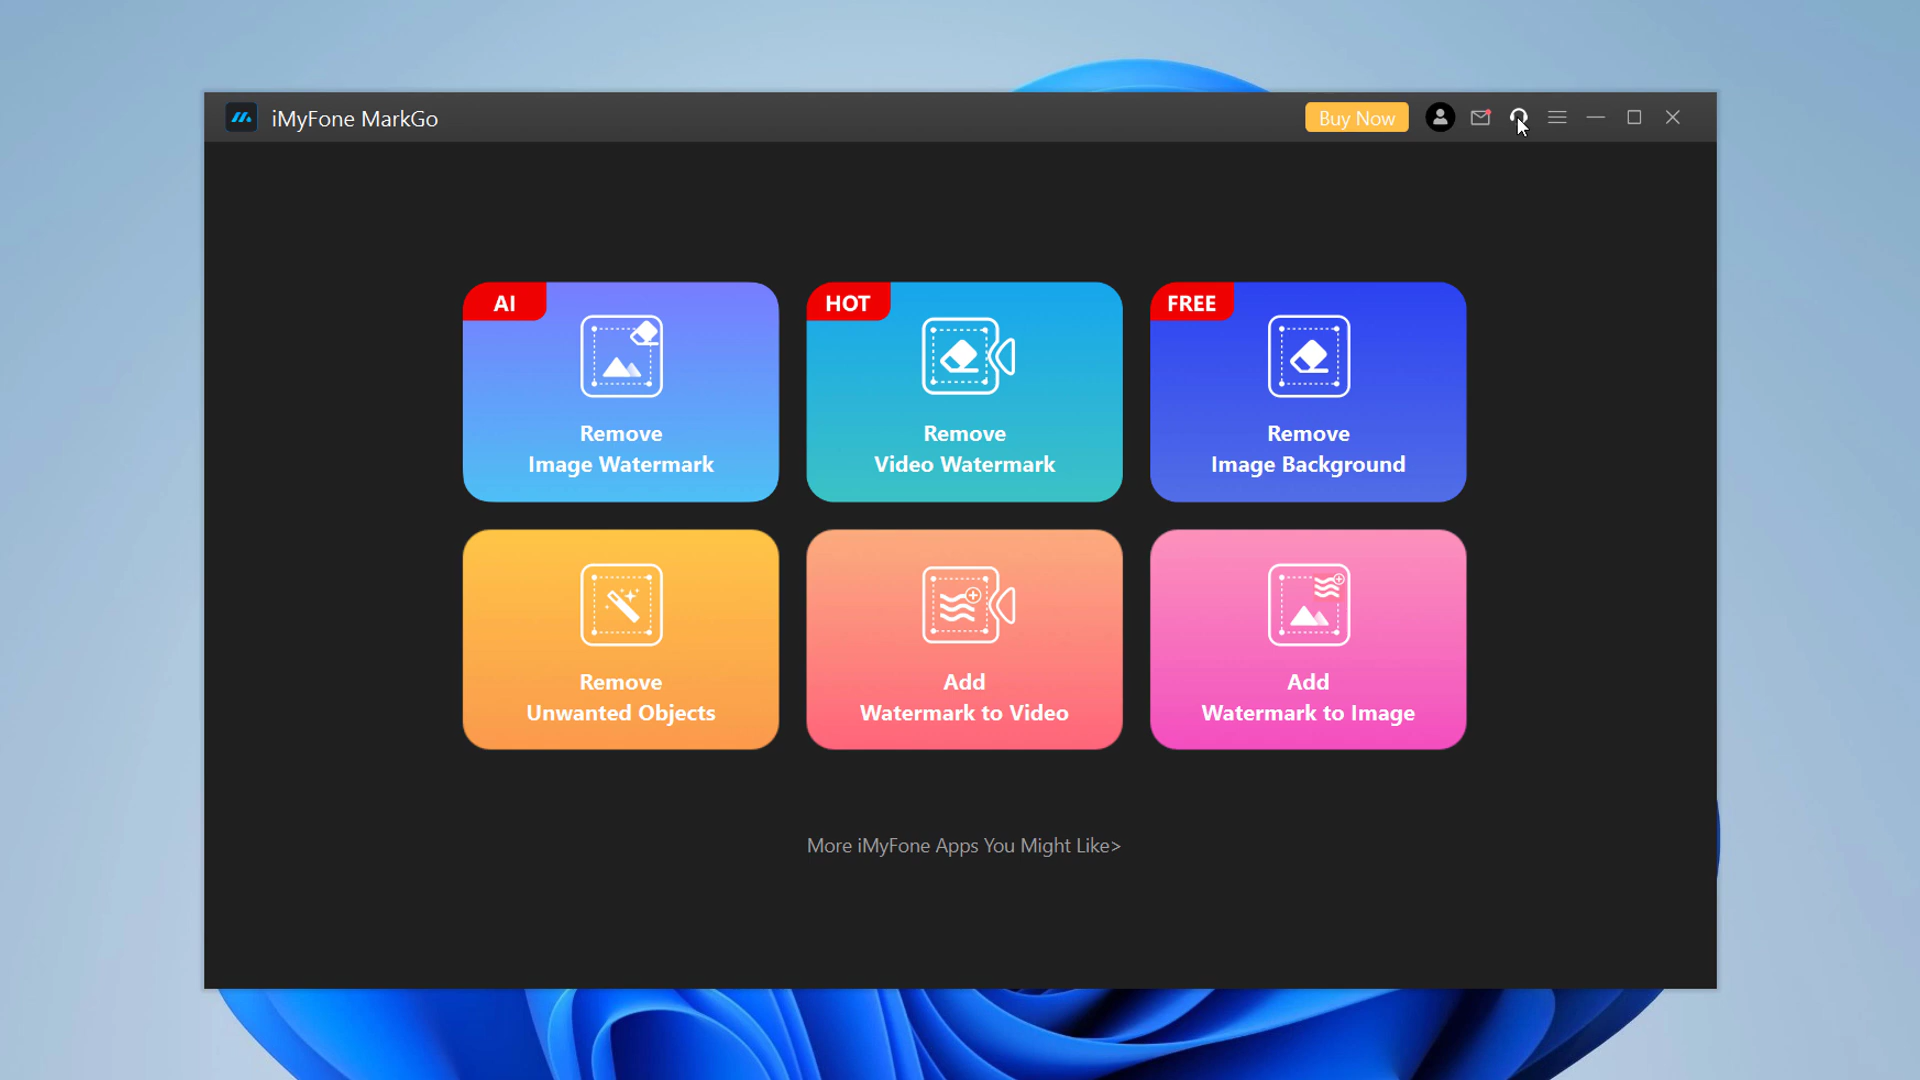 iMyFone MarkGo
Buy Now
AI
Remove
Image Watermark
HOT
Remove
Video Watermark
FREE
Remove
Image Background
Remove
Unwanted Objects
Add
Watermark to Video
Add
Watermark to Image
More iMyFone Apps You Might Like>